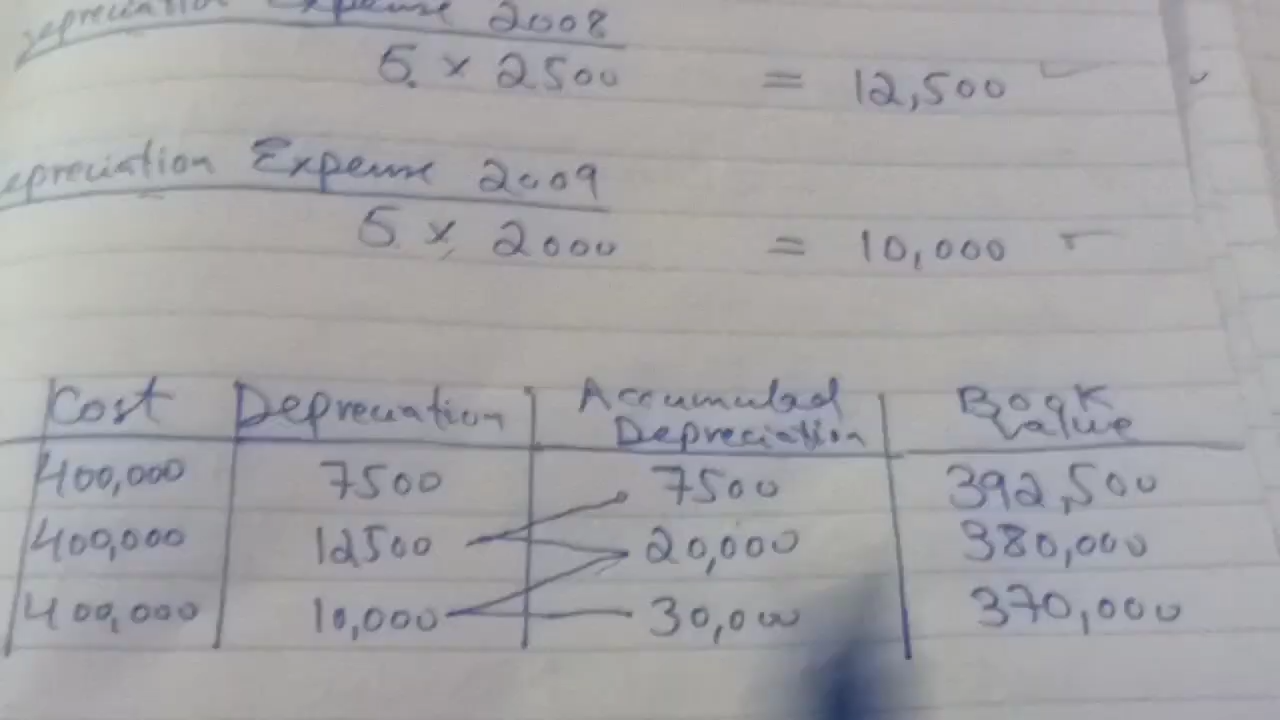 Depreciation Expense 2008
5 × 2500 = 12,500
Depreciation Expense 2009
5 × 2000 = 10,000
Cost Depreciation Accumulad Depreciation Book Value
400,000 7500 7500 392,500
400,000 12500 20,000 380,000
400,000 10,000 30,000 370,000